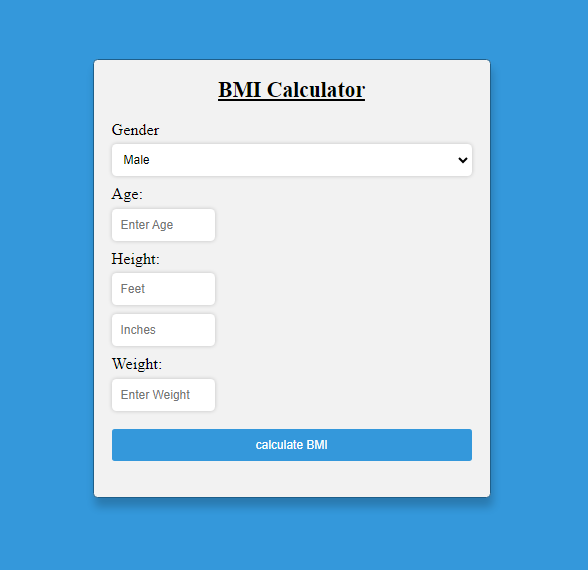 BMI Calculator
Gender
Male
Age:
Enter Age
Height:
Feet
Inches
Weight:
Enter Weight
calculate BMI